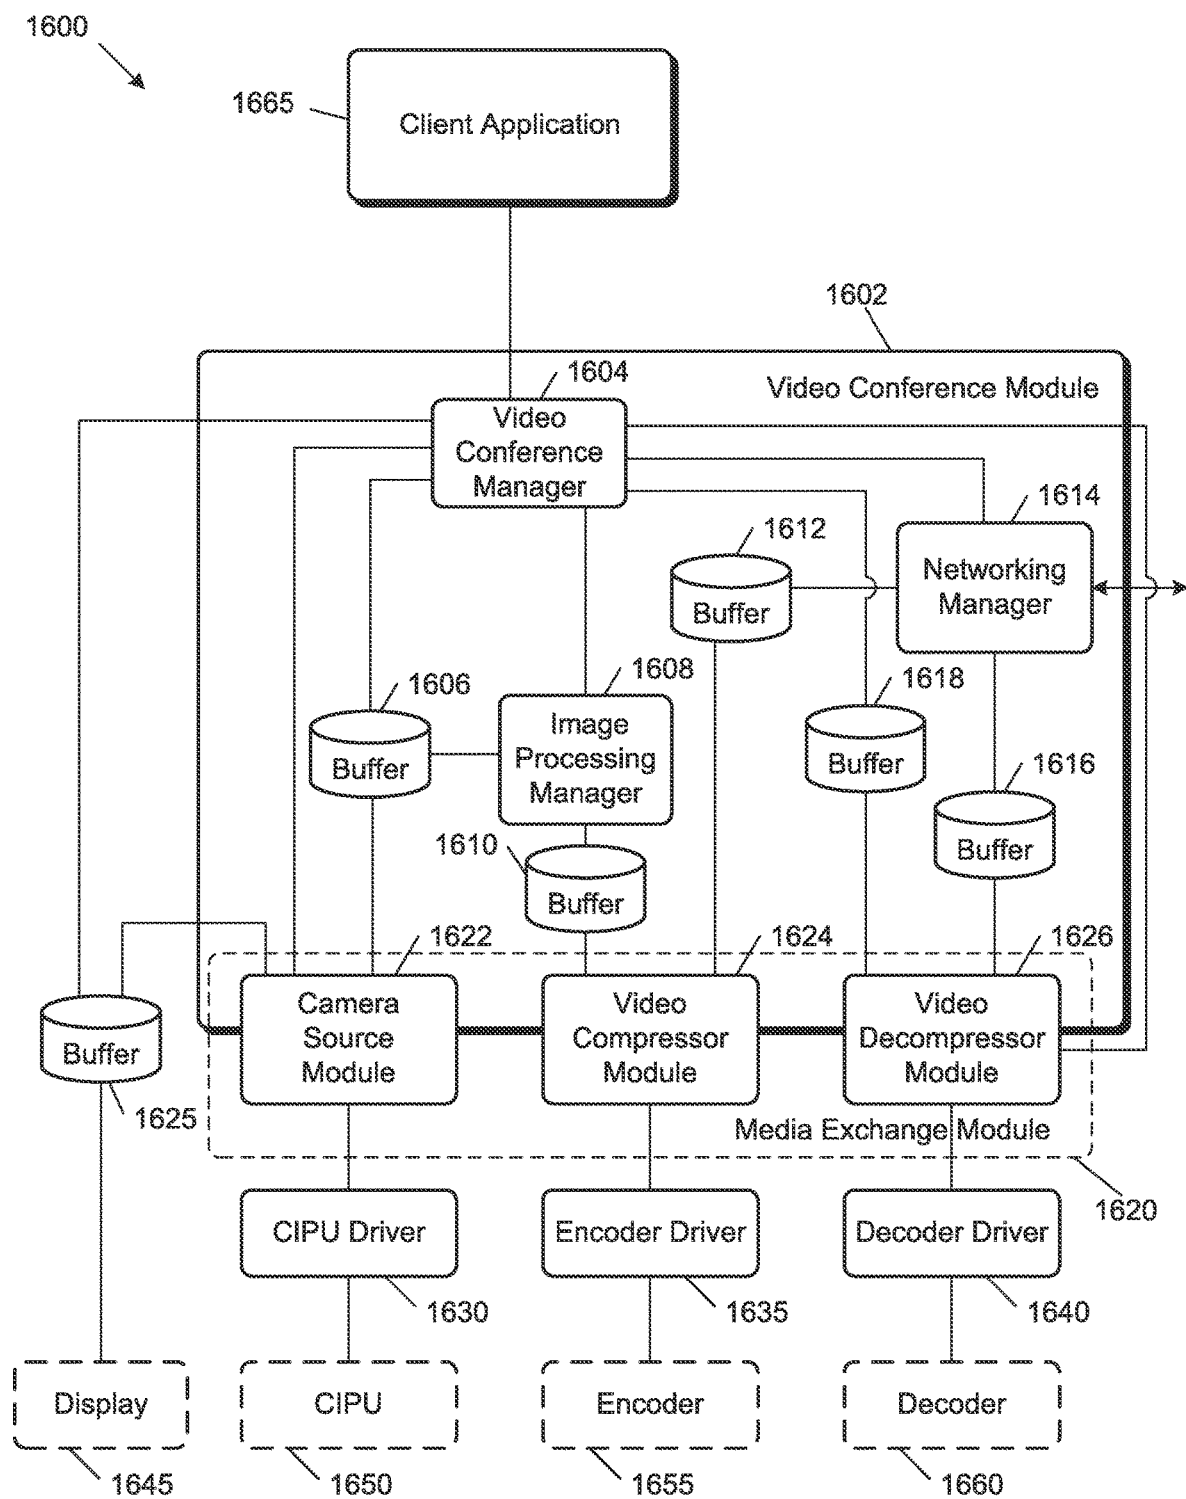 1600
1665
Client Application
1602
Video Conference Module
1604
Video
Conference
Manager
1614
Networking
Manager
1612
Buffer
1606
Buffer
1608
Image
Processing
Manager
1618
Buffer
1616
Buffer
1610
Buffer
1622
Camera
Source
Module
1624
Video
Compressor
Module
1626
Video
Decompressor
Module
Buffer
1625
Media Exchange Module
1620
CIPU Driver
1630
Encoder Driver
1635
Decoder Driver
1640
Display
1645
CIPU
1650
Encoder
1655
Decoder
1660